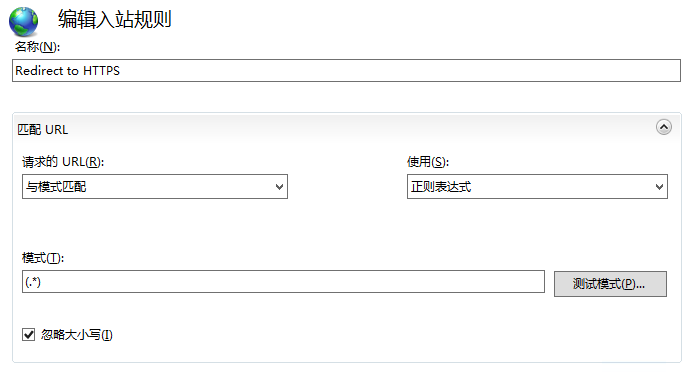 编辑入站规则
名称(N):
Redirect to HTTPS
匹配 URL
请求的 URL(R): 使用(S):
与模式匹配 正则表达式
模式(T):
(.*) 测试模式(P)...
忽略大小写(I)